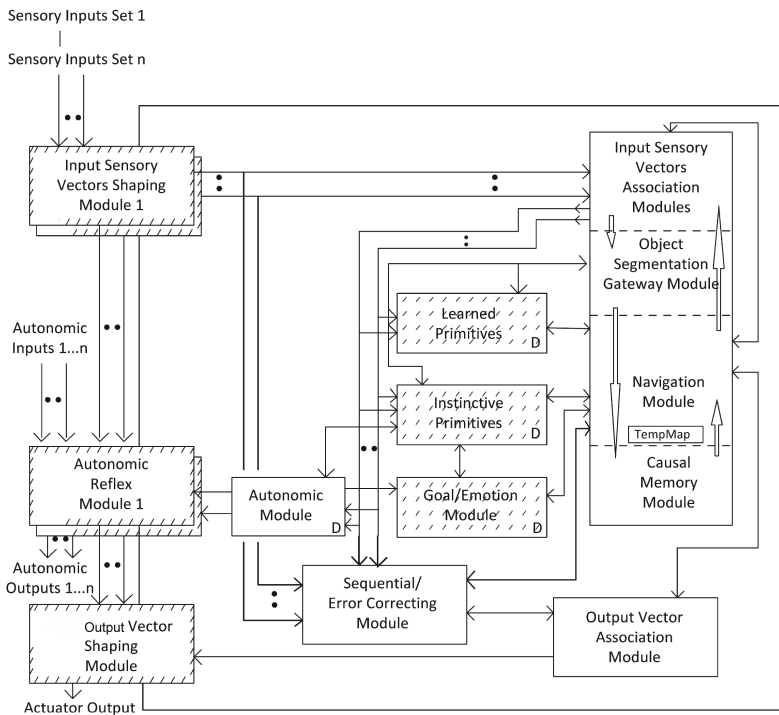 Sensory Inputs Set 1
Sensory Inputs Set n
Input Sensory
Vectors Shaping
Module 1
Input Sensory
Vectors
Association
Modules
Object
Segmentation
Gateway Module
Learned
Primitives
D
Autonomic
Inputs 1...n
Instinctive
Primitives
D
Navigation
Module
TempMap
Causal
Memory
Module
Autonomic
Reflex
Module 1
Autonomic
Module
D
Goal/Emotion
Module
D
Autonomic
Outputs 1...n
Sequential/
Error Correcting
Module
Output Vector
Shaping
Module
Output Vector
Association
Module
Actuator Output